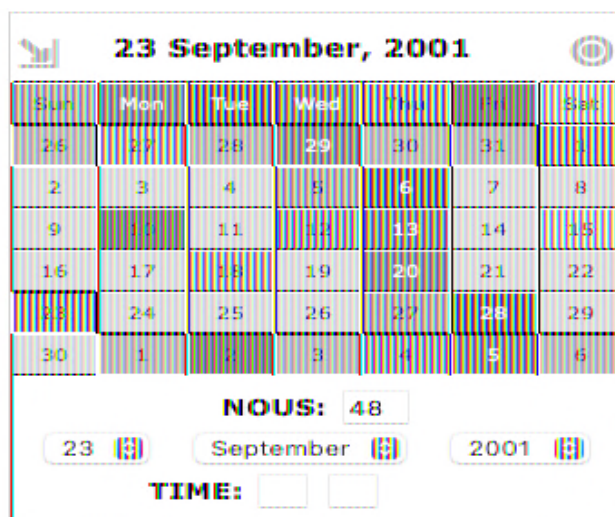 23 September, 2001
Sun Mon Tue Wed Thu Fri Sat
26 27 28 29 30 31 1
2 3 4 5 6 7 8
9 10 11 12 13 14 15
16 17 18 19 20 21 22
23 24 25 26 27 28 29
30 1 2 3 4 5 6
NOUS: 48
23 September 2001
TIME: